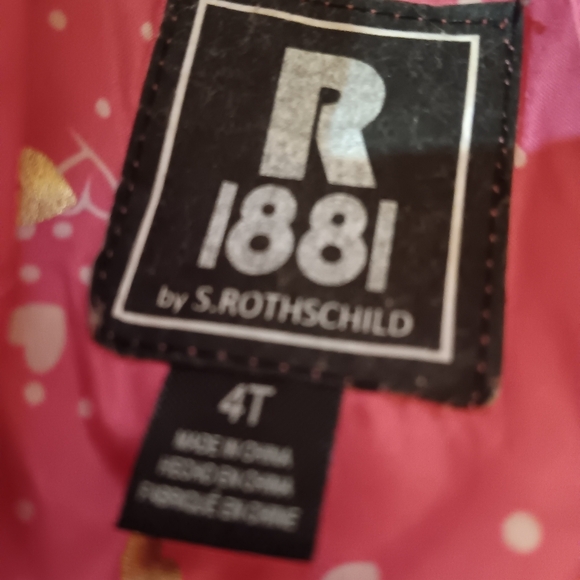 R
1881
by S.ROTHSCHILD
4T
MADE IN CHINA
HECHO EN CHINA
FABRIQUÉ EN CHINE